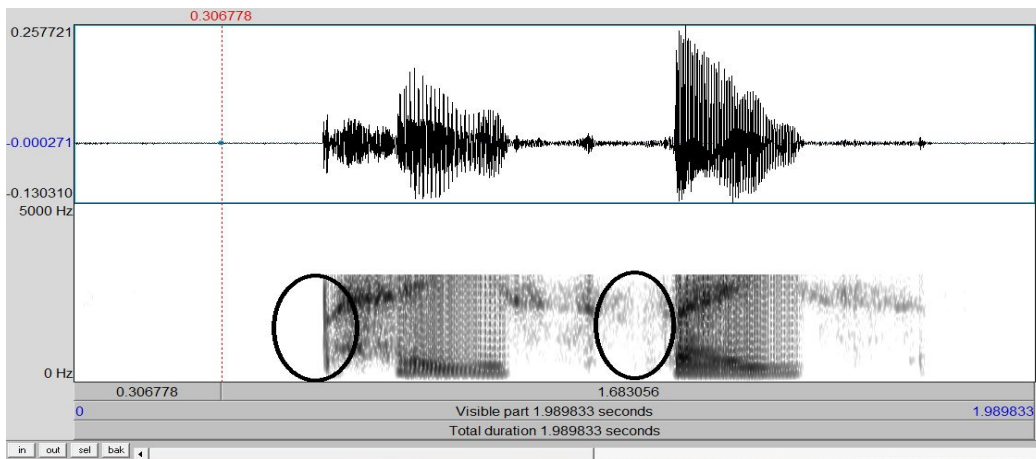 0.306778
0.257721
-0.000271
-0.130310
5000 Hz
0 Hz
0.306778 1.683056
0 Visible part 1.989833 seconds 1.989833
Total duration 1.989833 seconds
in out sel bak